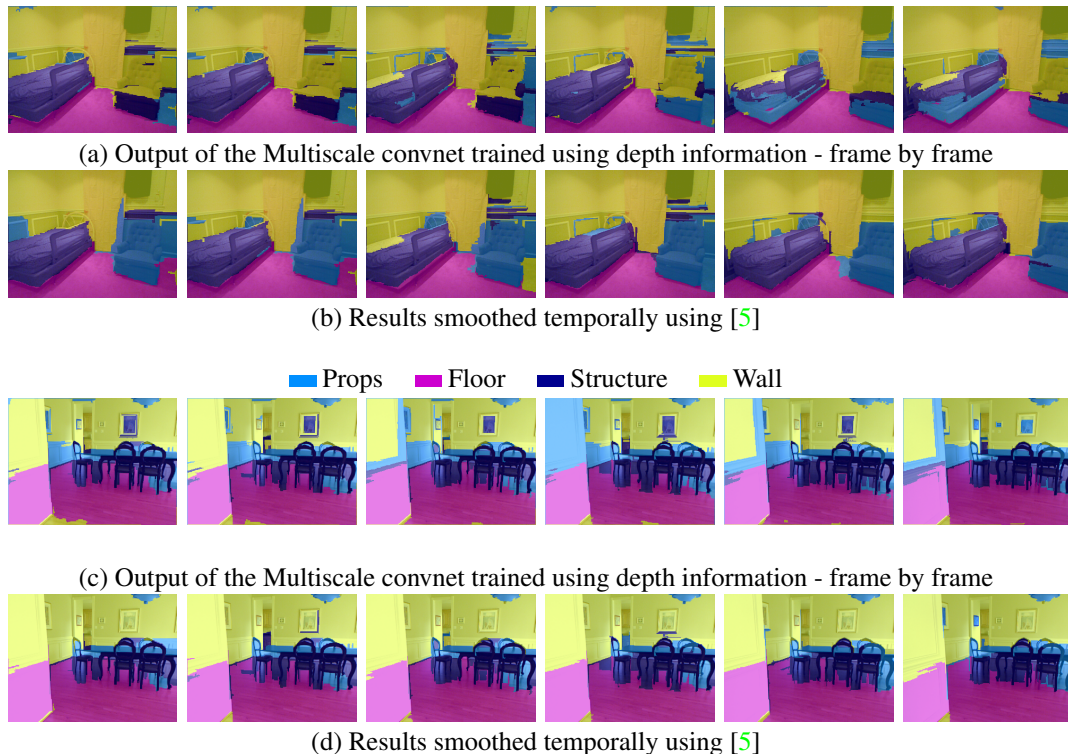 (a) Output of the Multiscale convnet trained using depth information - frame by frame
(b) Results smoothed temporally using [5]
Props Floor Structure Wall
(c) Output of the Multiscale convnet trained using depth information - frame by frame
(d) Results smoothed temporally using [5]